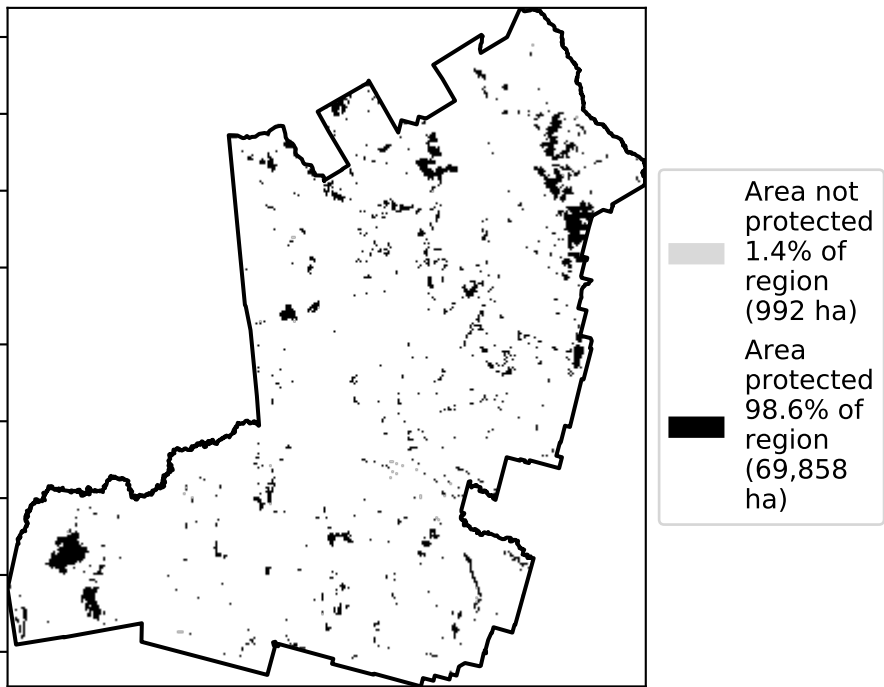 Area not
protected
1.4% of
region
(992 ha)
Area
protected
98.6% of
region
(69,858
ha)